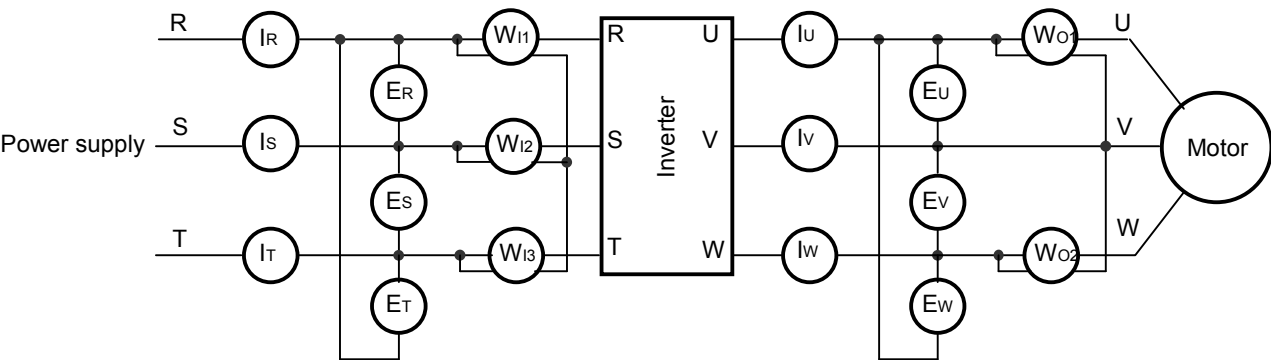 R
IR
WI1
R
U
IU
WO1
U
ER
EU
Power supply
S
IS
WI2
S
Inverter
V
IV
V
Motor
ES
EV
T
IT
WI3
T
W
IW
WO2
W
ET
EW